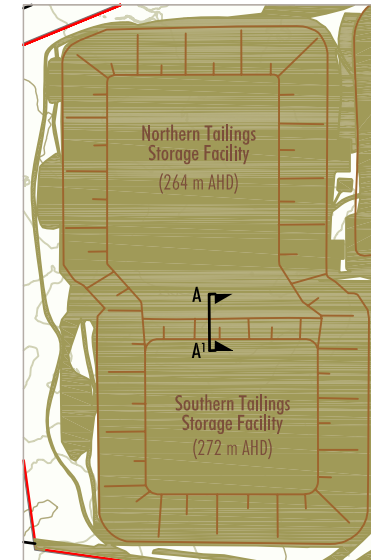 Northern Tailings
Storage Facility
(264 m AHD)
A
A¹
Southern Tailings
Storage Facility
(272 m AHD)